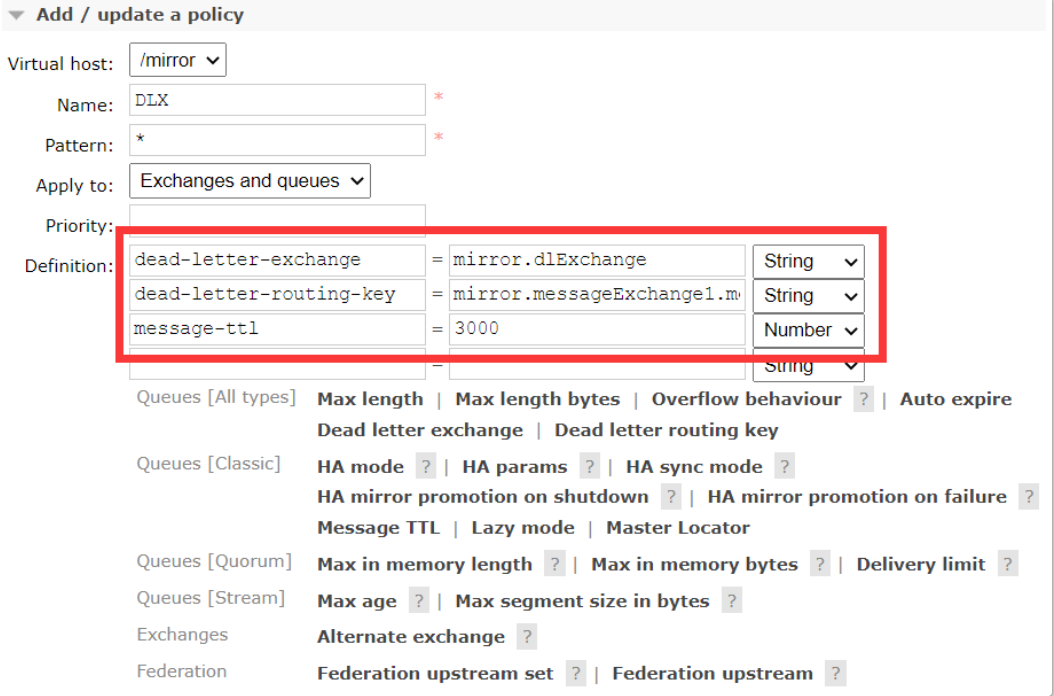 Add / update a policy
Virtual host: /mirror
Name: DLX *
Pattern: * *
Apply to: Exchanges and queues
Priority:
Definition: dead-letter-exchange = mirror.dlExchange String
dead-letter-routing-key = mirror.messageExchange1.m String
message-ttl = 3000 Number
= String
Queues [All types] Max length | Max length bytes | Overflow behaviour ? | Auto expire
Dead letter exchange | Dead letter routing key
Queues [Classic] HA mode ? | HA params ? | HA sync mode ?
HA mirror promotion on shutdown ? | HA mirror promotion on failure ?
Message TTL | Lazy mode | Master Locator
Queues [Quorum] Max in memory length ? | Max in memory bytes ? | Delivery limit ?
Queues [Stream] Max age ? | Max segment size in bytes ?
Exchanges Alternate exchange ?
Federation Federation upstream set ? | Federation upstream ?